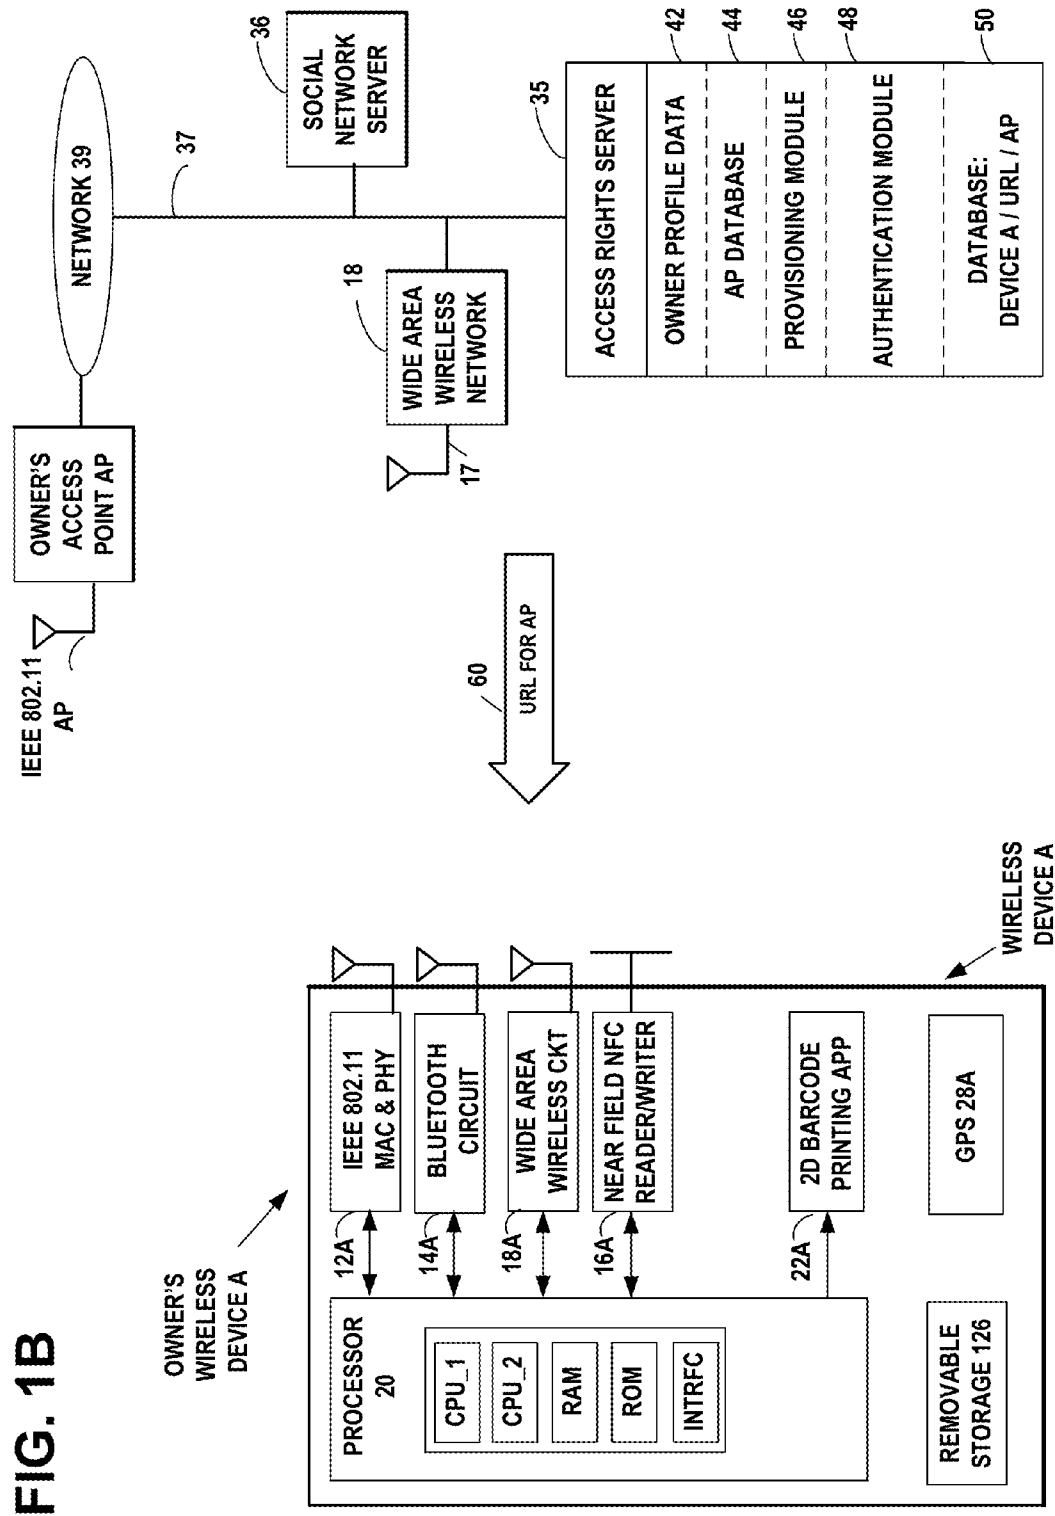 FIG. 1B
OWNER'S
WIRELESS
DEVICE A
PROCESSOR
20
CPU_1
CPU_2
RAM
ROM
INTRFC
REMOVABLE
STORAGE 126
12A
IEEE 802.11
MAC & PHY
14A
BLUETOOTH
CIRCUIT
18A
WIDE AREA
WIRELESS CKT
16A
NEAR FIELD NFC
READER/WRITER
22A
2D BARCODE
PRINTING APP
GPS 28A
WIRELESS
DEVICE A
60
URL FOR AP
IEEE 802.11
AP
OWNER'S
ACCESS
POINT AP
NETWORK 39
37
36
SOCIAL
NETWORK
SERVER
18
WIDE AREA
WIRELESS
NETWORK
17
35
ACCESS RIGHTS SERVER
OWNER PROFILE DATA
42
AP DATABASE
44
PROVISIONING MODULE
46
AUTHENTICATION MODULE
48
DATABASE:
DEVICE A / URL / AP
50